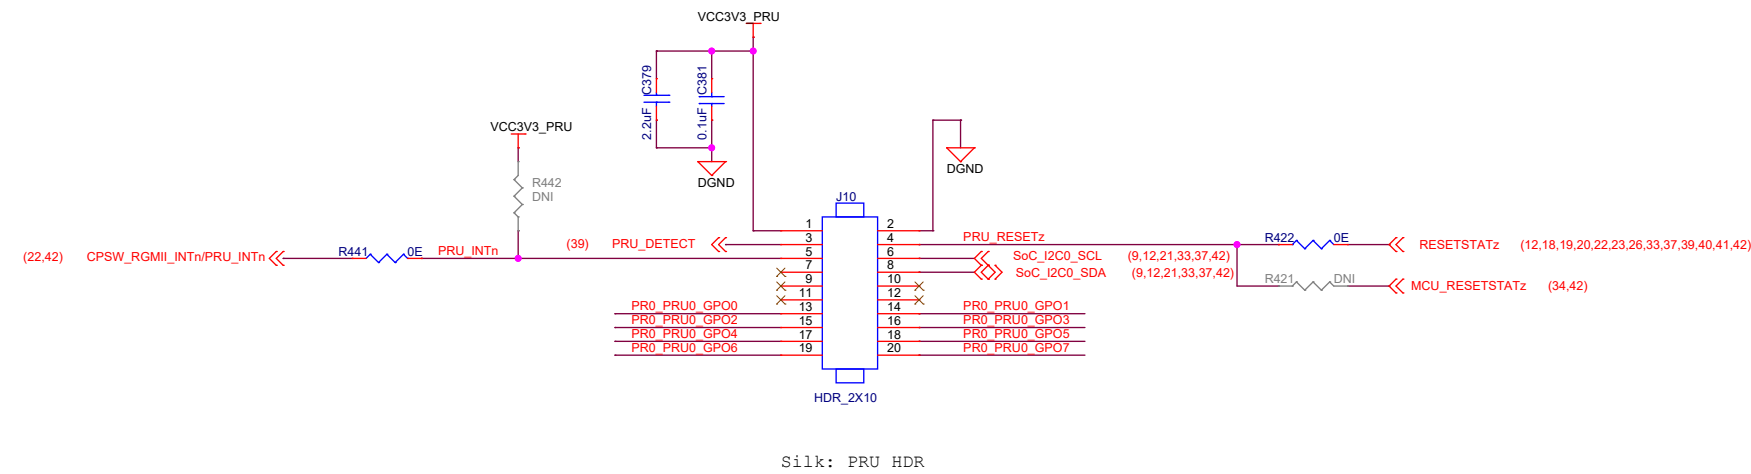 VCC3V3_PRU
C379
2.2uF
C381
0.1uF
VCC3V3_PRU
R442
DNI
DGND
DGND
J10
1 2
PRU_RESETz
R422 0E
RESETSTATz (12,18,19,20,22,23,26,33,37,39,40,41,42)
(39) PRU_DETECT 3 4
(22,42) CPSW_RGMII_INTn/PRU_INTn R441 0E PRU_INTn 5 6 SoC_I2C0_SCL (9,12,21,33,37,42)
7 8 SoC_I2C0_SDA (9,12,21,33,37,42)
R421 DNI MCU_RESETSTATz (34,42)
9 10
11 12
PR0_PRU0_GPO0 13 14 PR0_PRU0_GPO1
PR0_PRU0_GPO2 15 16 PR0_PRU0_GPO3
PR0_PRU0_GPO4 17 18 PR0_PRU0_GPO5
PR0_PRU0_GPO6 19 20 PR0_PRU0_GPO7
HDR_2X10
Silk: PRU HDR